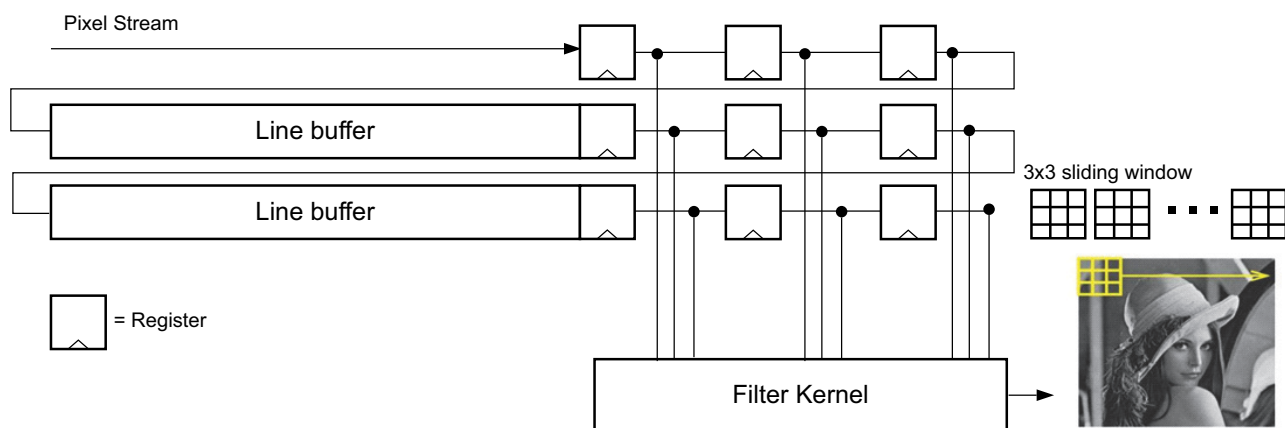 Pixel Stream
Line buffer
3x3 sliding window
Line buffer
= Register
Filter Kernel